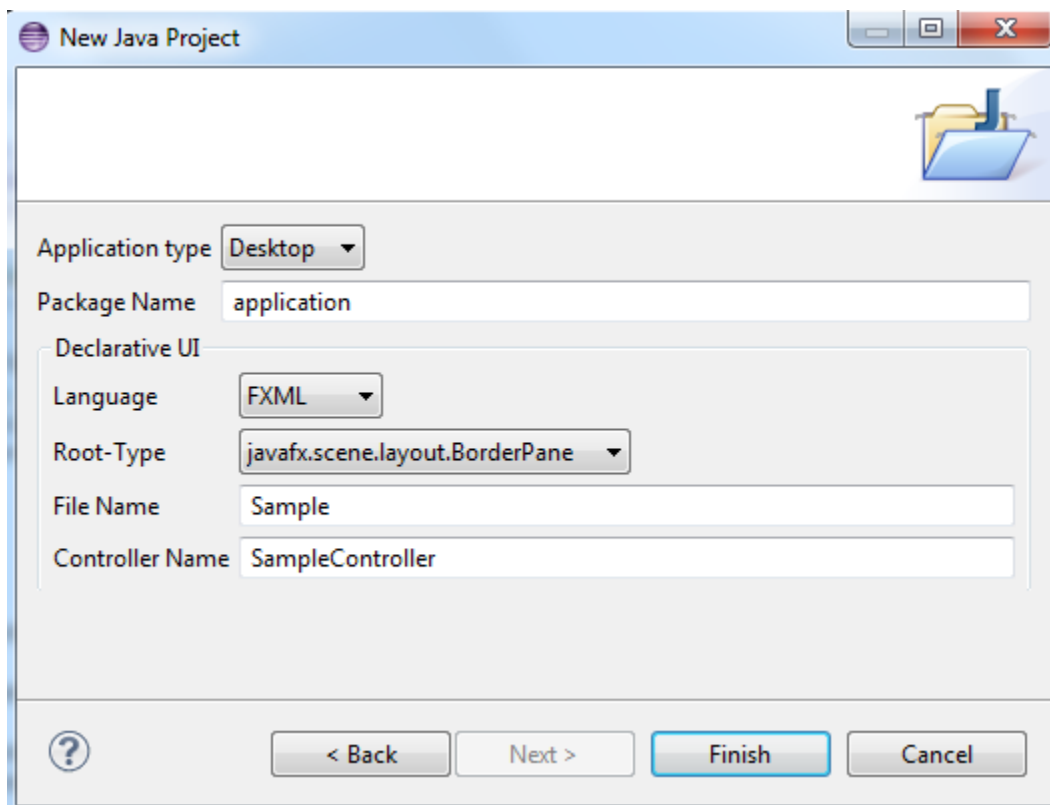 New Java Project
Application type Desktop
Package Name application
Declarative UI
Language FXML
Root-Type javafx.scene.layout.BorderPane
File Name Sample
Controller Name SampleController
? < Back Next > Finish Cancel